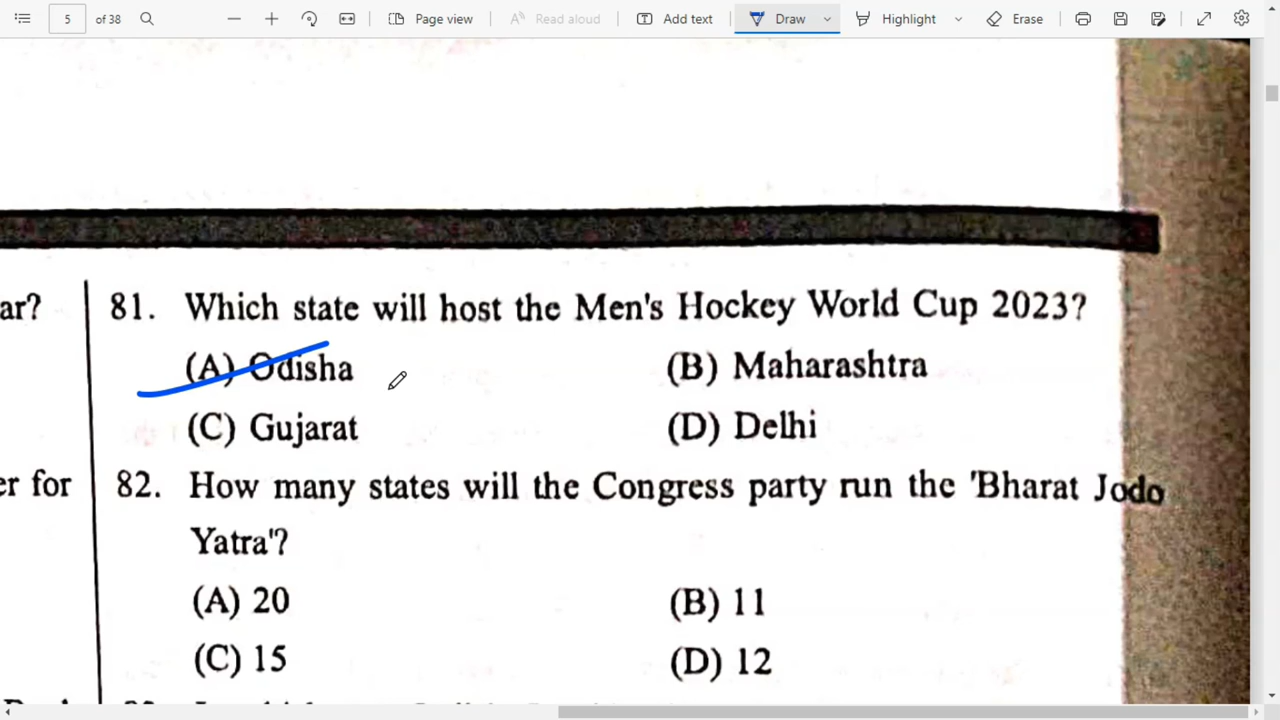 5 of 38 Page view Read aloud Add text Draw Highlight Erase
ar?
81. Which state will host the Men's Hockey World Cup 2023?
(A) Odisha (B) Maharashtra
(C) Gujarat (D) Delhi
er for
82. How many states will the Congress party run the 'Bharat Jodo
Yatra'?
(A) 20 (B) 11
(C) 15 (D) 12